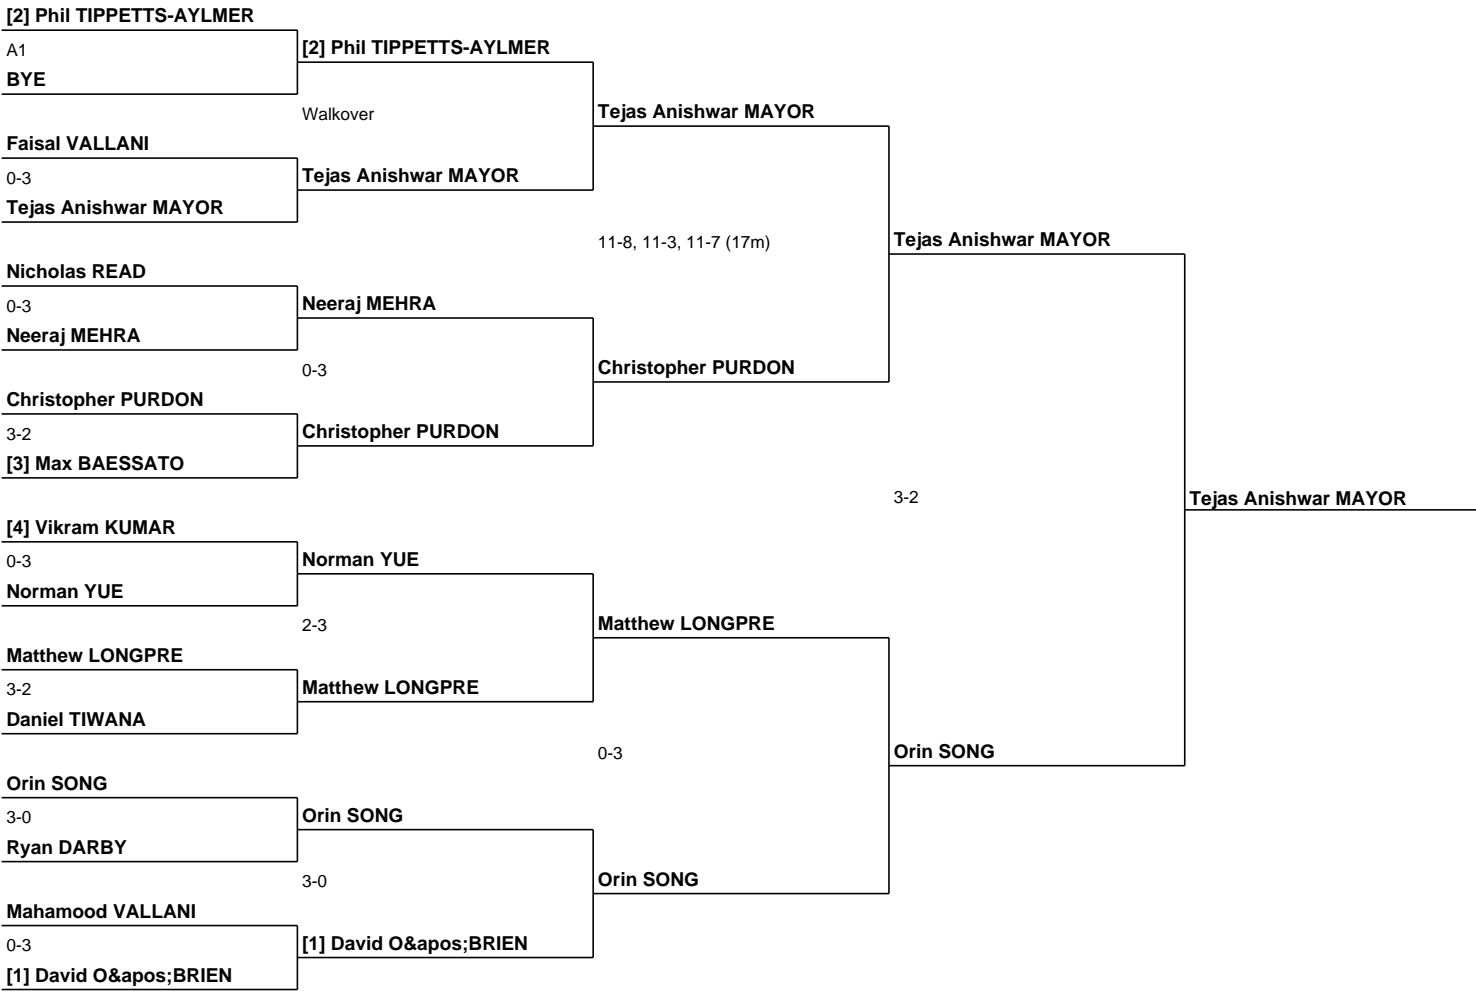 [2] Phil TIPPETTS-AYLMER
A1
BYE
Faisal VALLANI
0-3
Tejas Anishwar MAYOR
Nicholas READ
0-3
Neeraj MEHRA
Christopher PURDON
3-2
[3] Max BAESSATO
[4] Vikram KUMAR
0-3
Norman YUE
Matthew LONGPRE
3-2
Daniel TIWANA
Orin SONG
3-0
Ryan DARBY
Mahamood VALLANI
0-3
[1] David O&apos;BRIEN
[2] Phil TIPPETTS-AYLMER
Walkover
Tejas Anishwar MAYOR
Neeraj MEHRA
0-3
Christopher PURDON
Norman YUE
2-3
Matthew LONGPRE
Orin SONG
3-0
[1] David O&apos;BRIEN
Tejas Anishwar MAYOR
11-8, 11-3, 11-7 (17m)
Christopher PURDON
Matthew LONGPRE
0-3
Orin SONG
Tejas Anishwar MAYOR
3-2
Orin SONG
Tejas Anishwar MAYOR